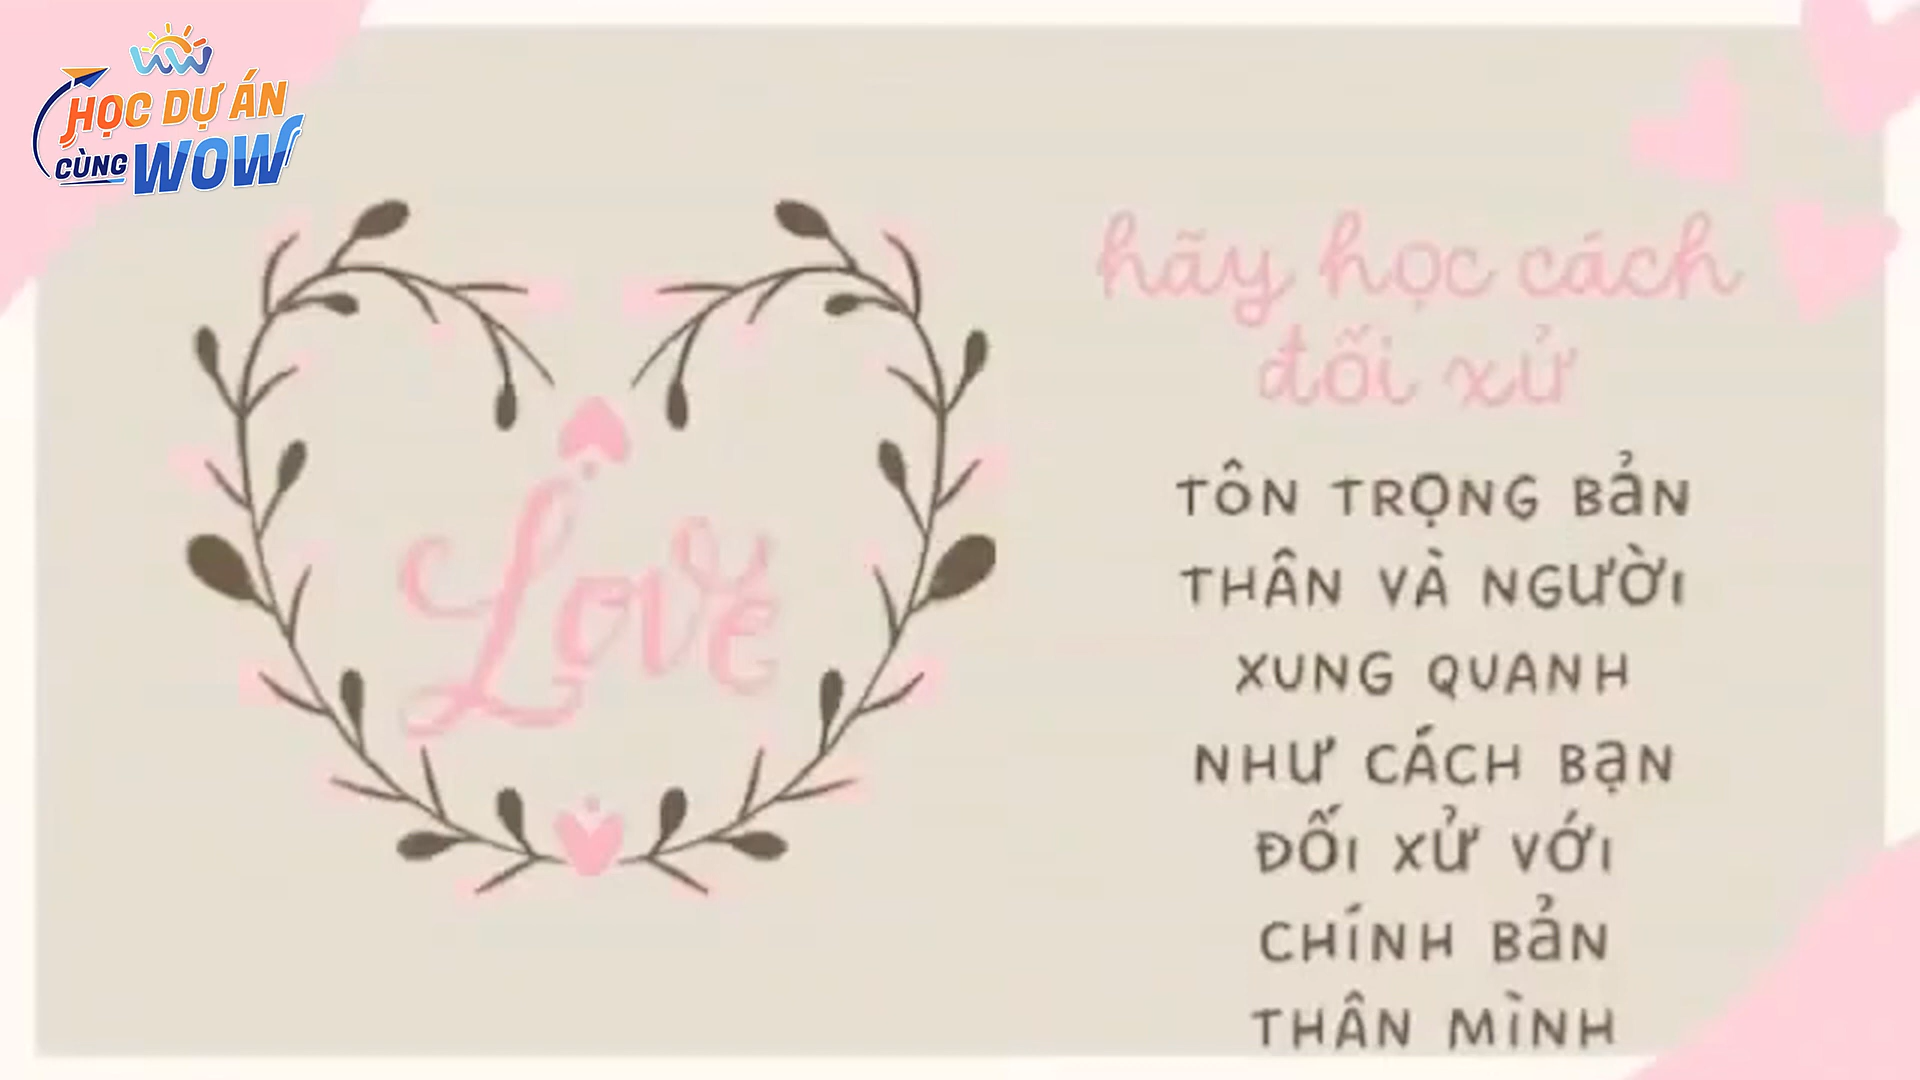 HỌC DỰ ÁN
CÙNG WOW
Love
hãy học cách
đối xử
TÔN TRỌNG BẢN
THÂN VÀ NGƯỜI
XUNG QUANH
NHƯ CÁCH BẠN
ĐỐI XỬ VỚI
CHÍNH BẢN
THÂN MÌNH